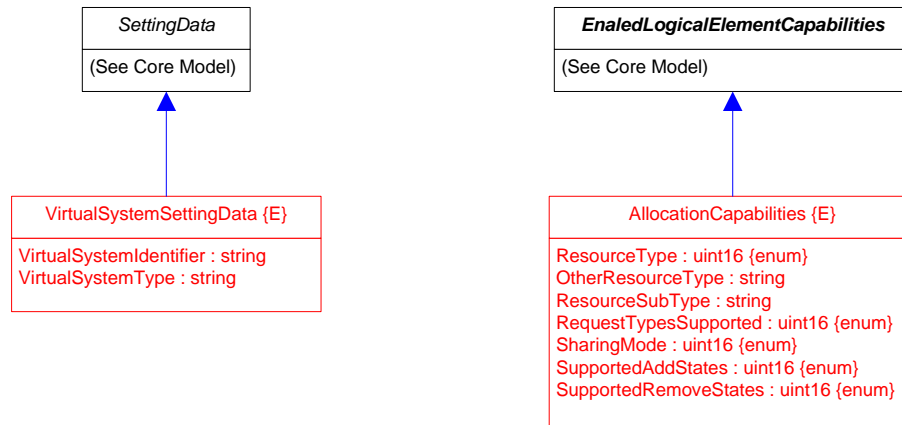 SettingData
(See Core Model)
VirtualSystemSettingData {E}
VirtualSystemIdentifier : string
VirtualSystemType : string
EnaledLogicalElementCapabilities
(See Core Model)
AllocationCapabilities {E}
ResourceType : uint16 {enum}
OtherResourceType : string
ResourceSubType : string
RequestTypesSupported : uint16 {enum}
SharingMode : uint16 {enum}
SupportedAddStates : uint16 {enum}
SupportedRemoveStates : uint16 {enum}